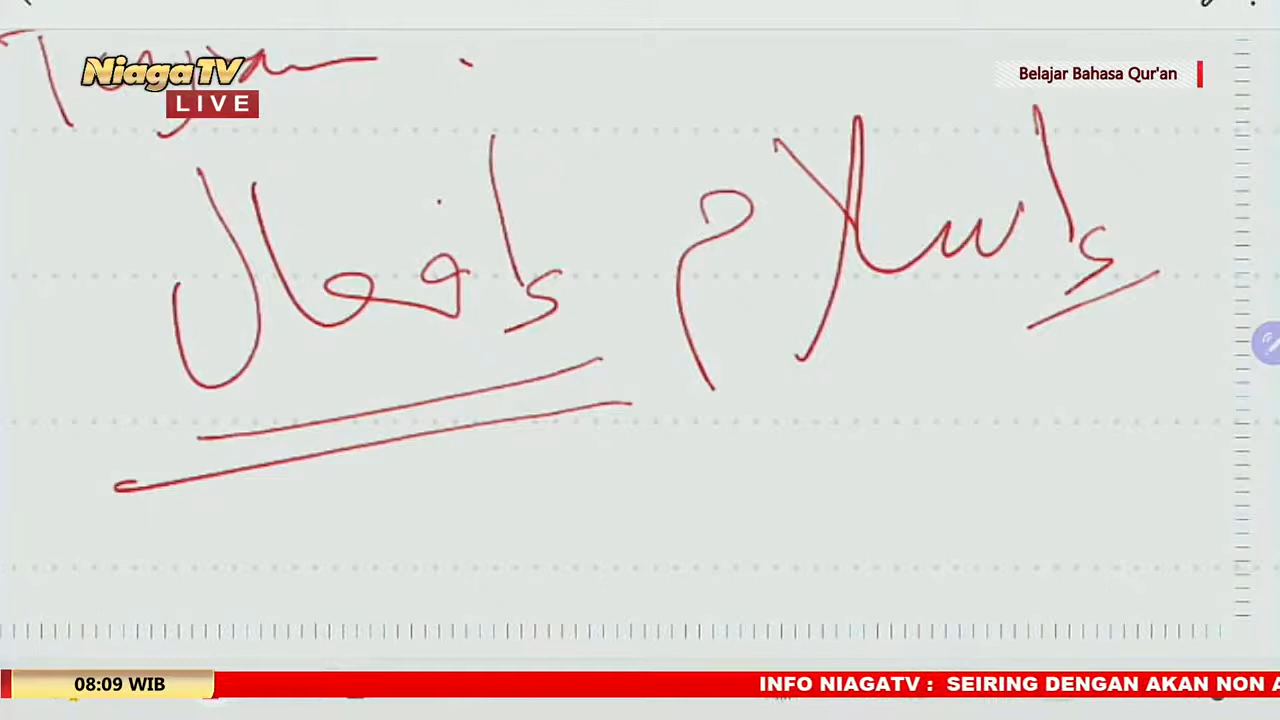 NiagaTV
LIVE
Belajar Bahasa Qur'an
إسلام إفعال
08:09 WIB
INFO NIAGATV : SEIRING DENGAN AKAN NON A